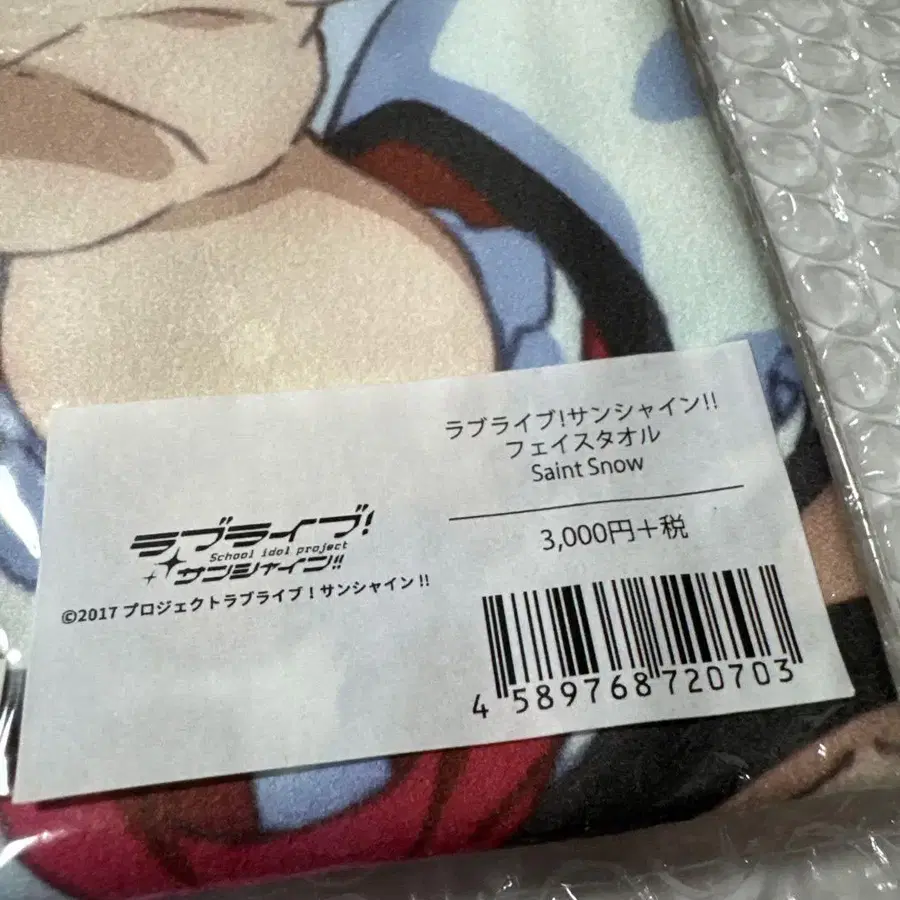 ラブライブ!サンシャイン!!
フェイスタオル
Saint Snow
3,000円+税
ラブライブ!
School idol project
サンシャイン!!
©2017 プロジェクトラブライブ!サンシャイン!!
4 589768 720703